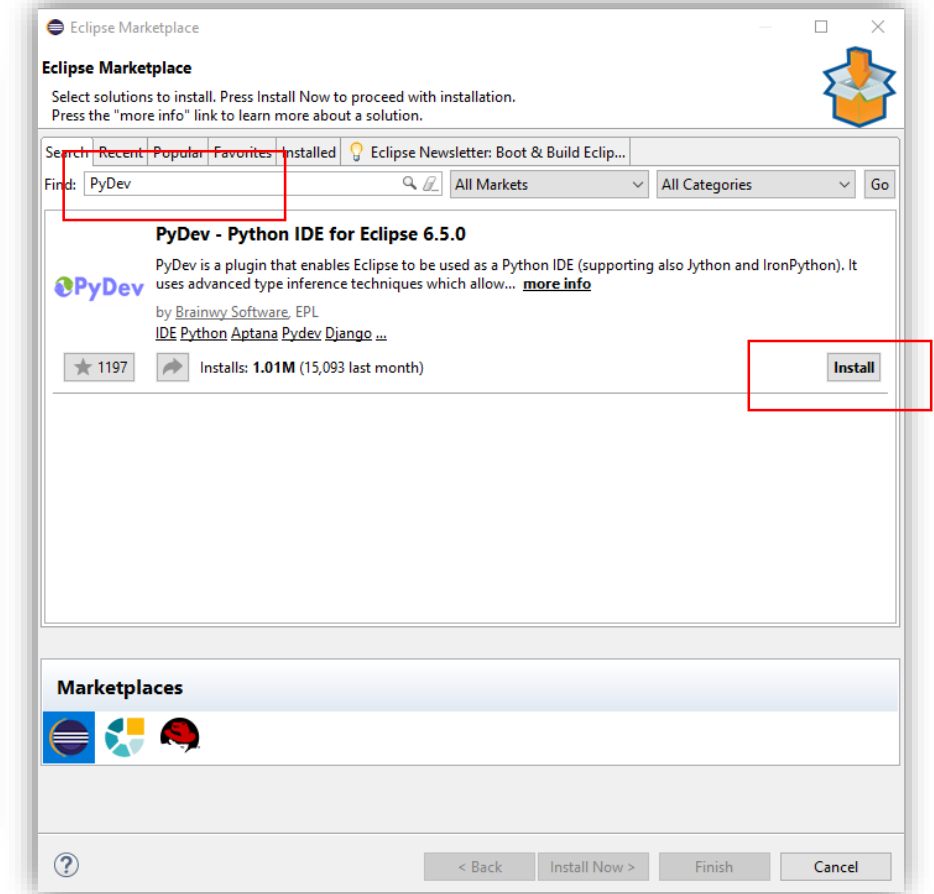 Eclipse Marketplace
Eclipse Marketplace
Select solutions to install. Press Install Now to proceed with installation.
Press the "more info" link to learn more about a solution.
Search Recent Popular Favorites Installed Eclipse Newsletter: Boot & Build Eclip...
Find: PyDev All Markets All Categories Go
PyDev - Python IDE for Eclipse 6.5.0
PyDev is a plugin that enables Eclipse to be used as a Python IDE (supporting also Jython and IronPython). It
PyDev uses advanced type inference techniques which allow... more info
by Brainwy Software, EPL
IDE Python Aptana Pydev Django ...
1197 Installs: 1.01M (15,093 last month) Install
Marketplaces
? < Back Install Now > Finish Cancel